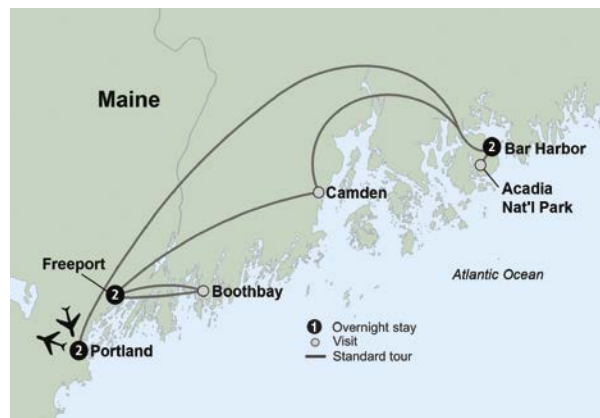 Maine
2 Bar Harbor
Acadia
Nat'l Park
Camden
Freeport
2
Boothbay
Atlantic Ocean
2 Portland
1 Overnight stay
Visit
Standard tour